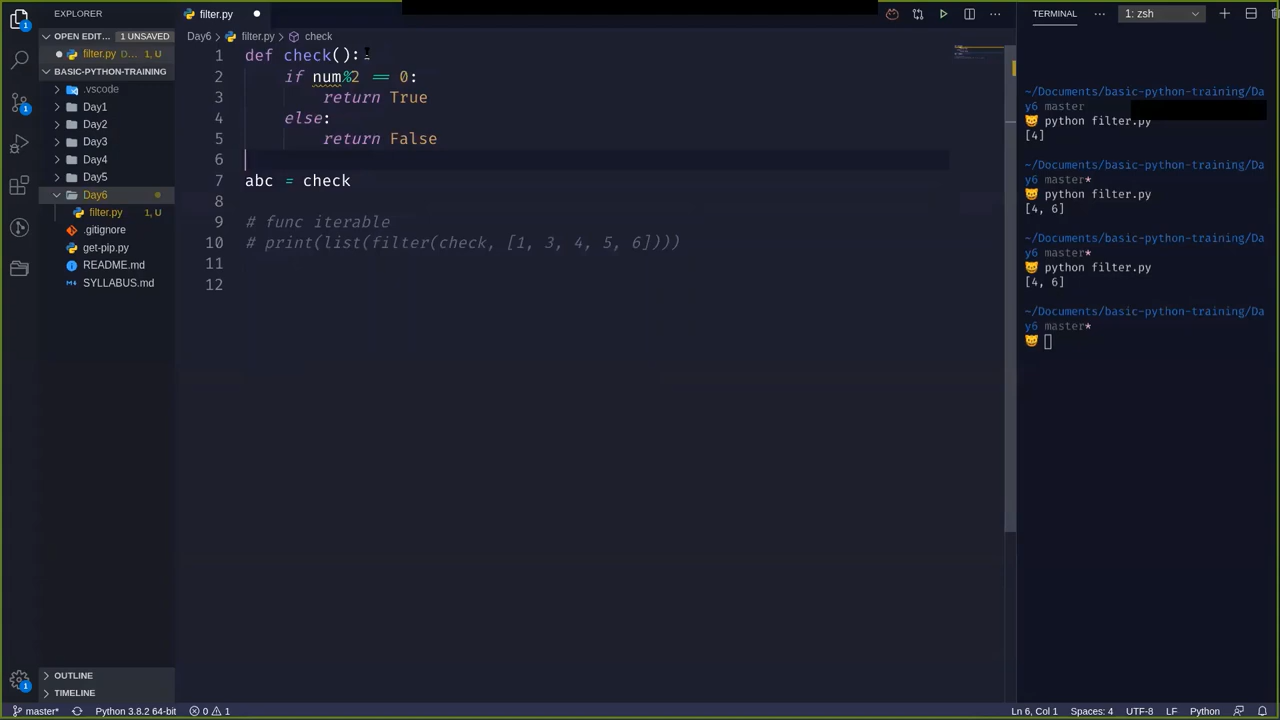 EXPLORER
filter.py
TERMINAL
1: zsh
OPEN EDIT...
1 UNSAVED
filter.py D...
1, U
BASIC-PYTHON-TRAINING
.vscode
Day1
Day2
Day3
Day4
Day5
Day6
filter.py
1, U
.gitignore
get-pip.py
README.md
SYLLABUS.md
OUTLINE
TIMELINE
Day6 > filter.py > check
1 def check():
2 if num%2 == 0:
3 return True
4 else:
5 return False
6
7 abc = check
8
9 # func iterable
10 # print(list(filter(check, [1, 3, 4, 5, 6])))
11
12
~/Documents/basic-python-training/Da
y6 master
python filter.py
[4]
~/Documents/basic-python-training/Da
y6 master*
python filter.py
[4, 6]
~/Documents/basic-python-training/Da
y6 master*
python filter.py
[4, 6]
~/Documents/basic-python-training/Da
y6 master*
master*
Python 3.8.2 64-bit
0
1
Ln 6, Col 1
Spaces: 4
UTF-8
LF
Python